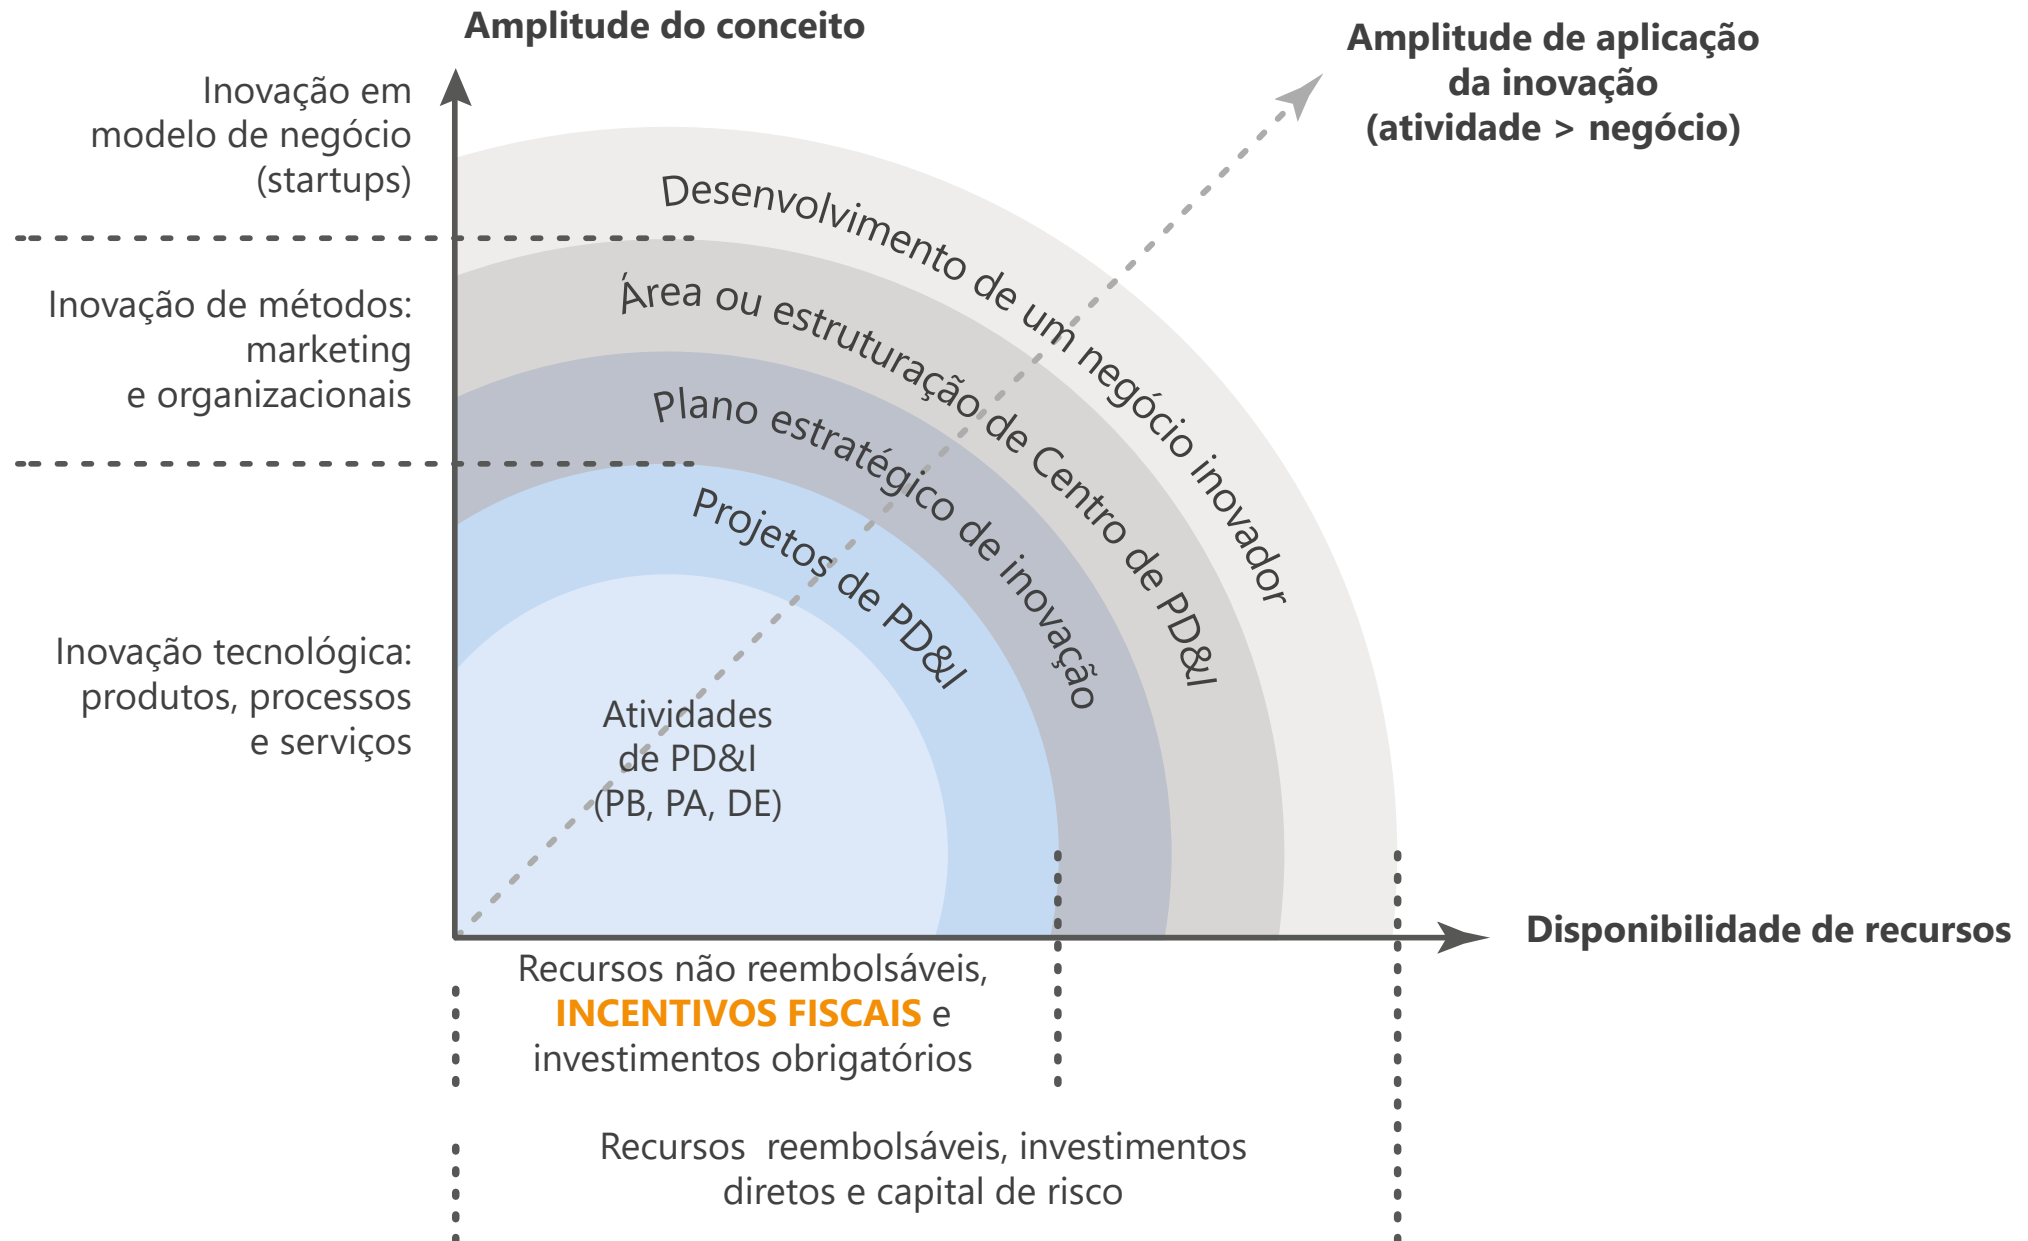 Amplitude do conceito
Amplitude de aplicação
da inovação
(atividade > negócio)
Inovação em
modelo de negócio
(startups)
Inovação de métodos:
marketing
e organizacionais
Inovação tecnológica:
produtos, processos
e serviços
Desenvolvimento de um negócio inovador
Área ou estruturação de Centro de PD&I
Plano estratégico de inovação
Projetos de PD&I
Atividades
de PD&I
(PB, PA, DE)
Disponibilidade de recursos
Recursos não reembolsáveis,
INCENTIVOS FISCAIS e
investimentos obrigatórios
Recursos reembolsáveis, investimentos
diretos e capital de risco